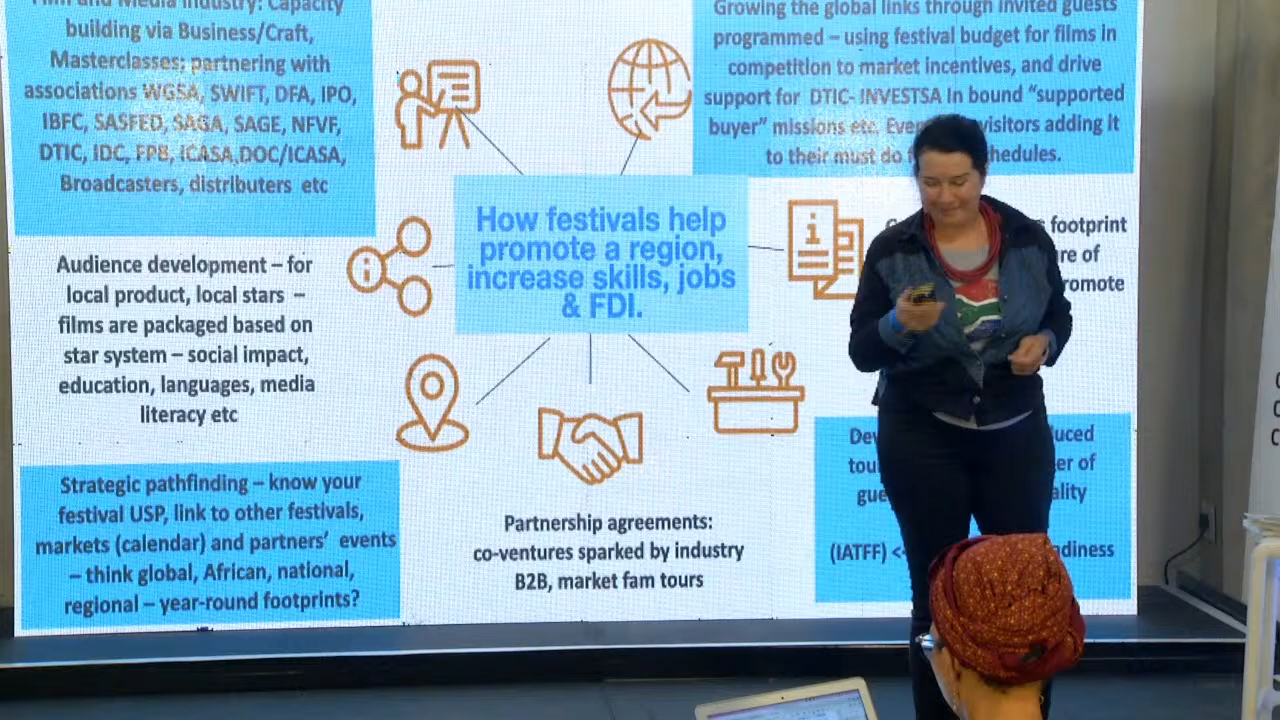 Film and Media Industry: Capacity
building via Business/Craft,
Masterclasses; partnering with
associations WGSA, SWIFT, DFA, IPO,
IBFC, SASFED, SAGA, SAGE, NFVF,
DTIC, IDC, FPB, ICASA,DOC/ICASA,
Broadcasters, distributers etc
Growing the global links through invited guests
programmed – using festival budget for films in
competition to market incentives, and drive
support for DTIC- INVESTSA In bound “supported
buyer” missions etc. visitors adding it
to their must do
How festivals help
promote a region,
increase skills, jobs
& FDI.
footprint
of
Audience development – for
local product, local stars –
films are packaged based on
star system – social impact,
education, languages, media
literacy etc
Strategic pathfinding – know your
festival USP, link to other festivals,
markets (calendar) and partners’ events
– think global, African, national,
regional – year-round footprints?
Partnership agreements:
co-ventures sparked by industry
B2B, market fam tours
of
(IATFF)